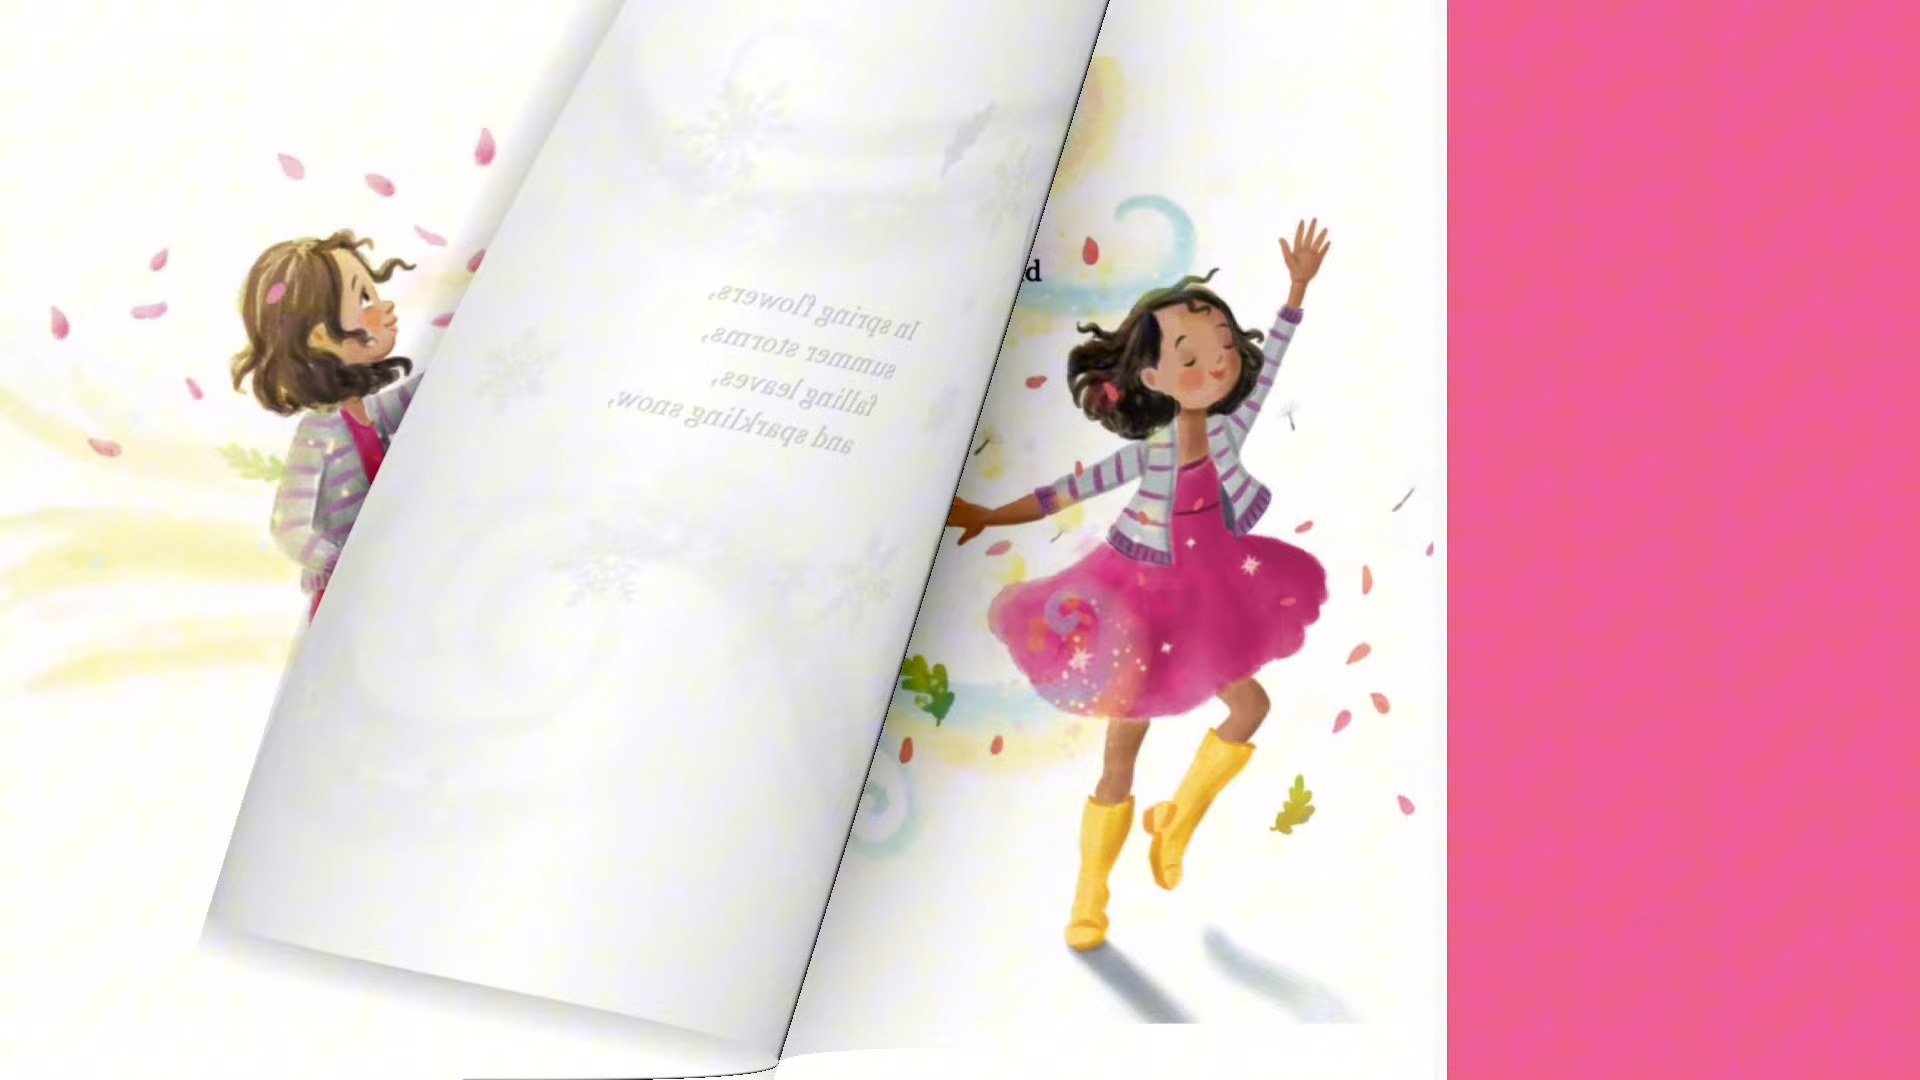 In spring flowers,
summer storms,
falling leaves,
and sparkling snow,
d